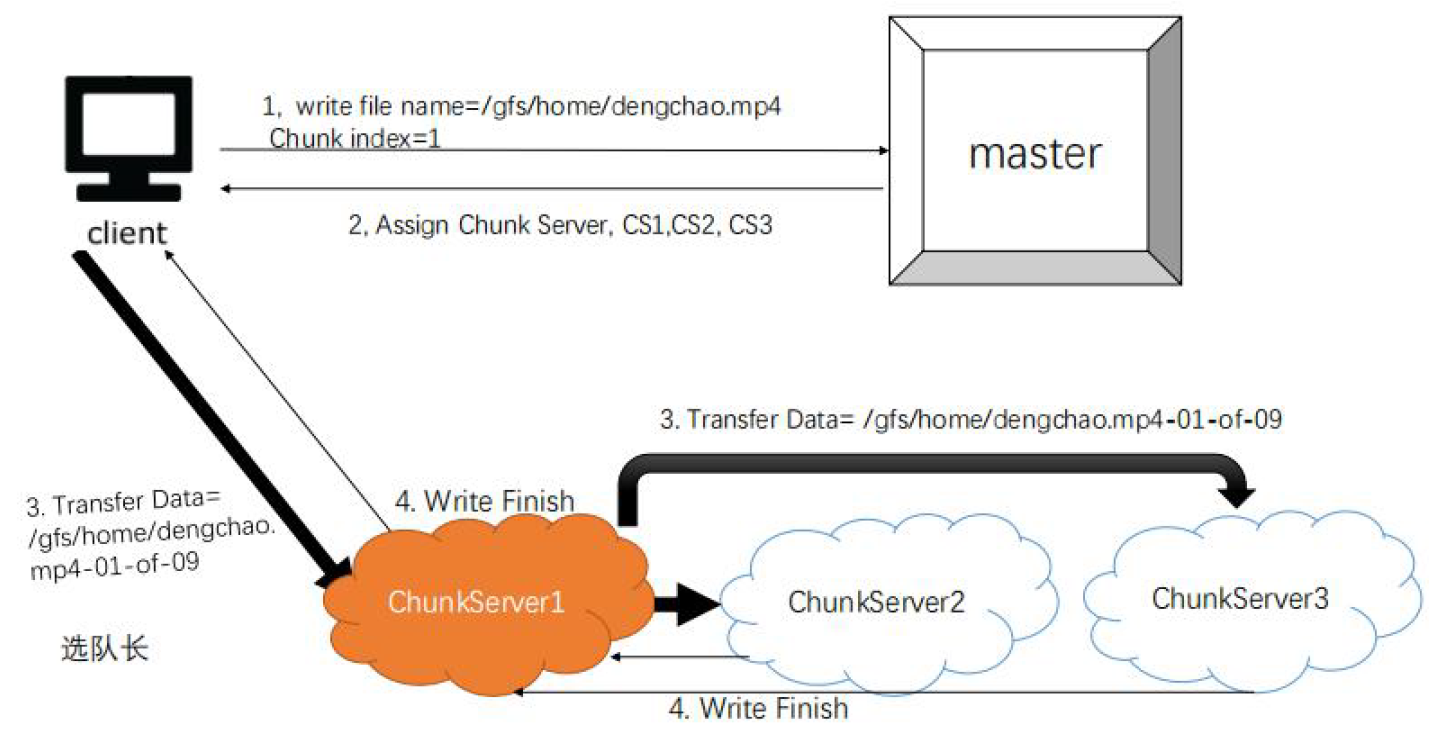 1, write file name=/gfs/home/dengchao.mp4
Chunk index=1
master
2, Assign Chunk Server, CS1,CS2, CS3
client
3. Transfer Data= /gfs/home/dengchao.mp4-01-of-09
3. Transfer Data=
/gfs/home/dengchao.
mp4-01-of-09
4. Write Finish
ChunkServer1
ChunkServer2
ChunkServer3
选队长
4. Write Finish